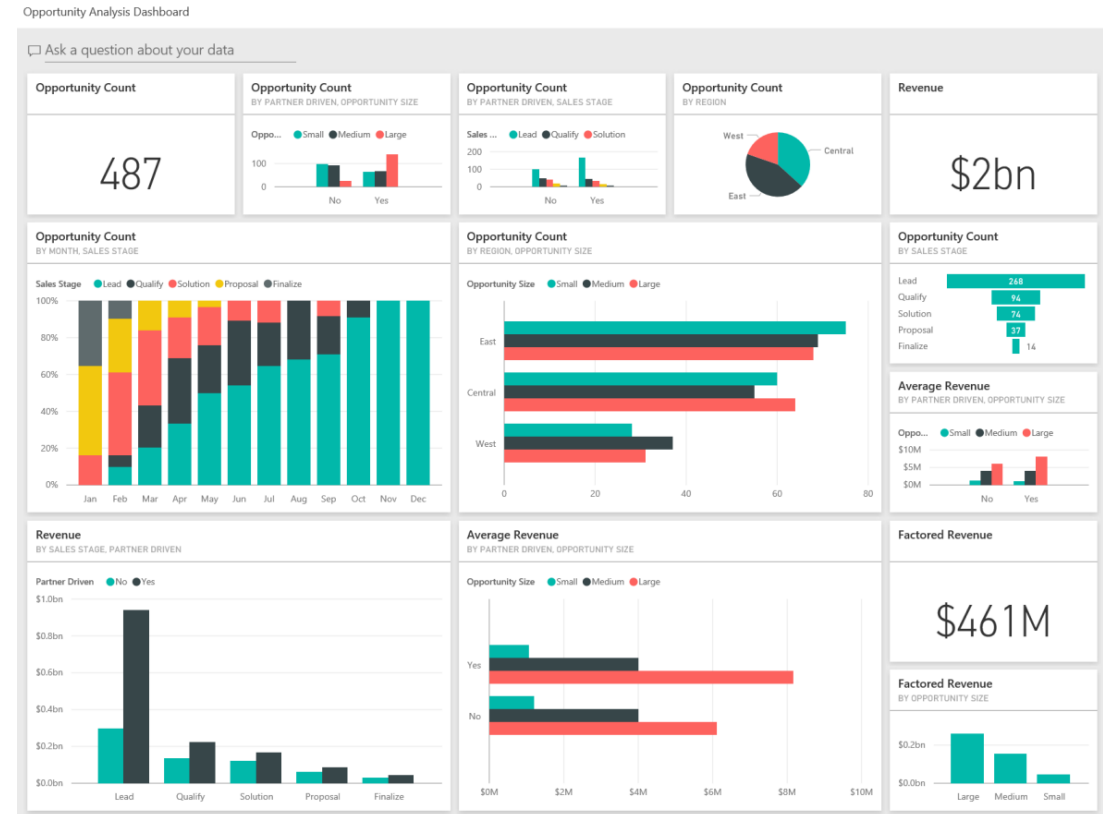 Opportunity Analysis Dashboard
Ask a question about your data
Opportunity Count
487
Opportunity Count
BY PARTNER DRIVEN, OPPORTUNITY SIZE
Oppo... Small Medium Large
100
0
No Yes
Opportunity Count
BY PARTNER DRIVEN, SALES STAGE
Sales ... Lead Qualify Solution
200
100
0
No Yes
Opportunity Count
BY REGION
West
Central
East
Revenue
$2bn
Opportunity Count
BY MONTH, SALES STAGE
Sales Stage Lead Qualify Solution Proposal Finalize
100%
80%
60%
40%
20%
0%
Jan Feb Mar Apr May Jun Jul Aug Sep Oct Nov Dec
Opportunity Count
BY REGION, OPPORTUNITY SIZE
Opportunity Size Small Medium Large
East
Central
West
0 20 40 60 80
Opportunity Count
BY SALES STAGE
Lead 268
Qualify 94
Solution 74
Proposal 37
Finalize 14
Average Revenue
BY PARTNER DRIVEN, OPPORTUNITY SIZE
Oppo... Small Medium Large
$10M
$5M
$0M
No Yes
Revenue
BY SALES STAGE, PARTNER DRIVEN
Partner Driven No Yes
$1.0bn
$0.8bn
$0.6bn
$0.4bn
$0.2bn
$0.0bn
Lead Qualify Solution Proposal Finalize
Average Revenue
BY PARTNER DRIVEN, OPPORTUNITY SIZE
Opportunity Size Small Medium Large
Yes
No
$0M $2M $4M $6M $8M $10M
Factored Revenue
$461M
Factored Revenue
BY OPPORTUNITY SIZE
$0.2bn
$0.0bn
Large Medium Small